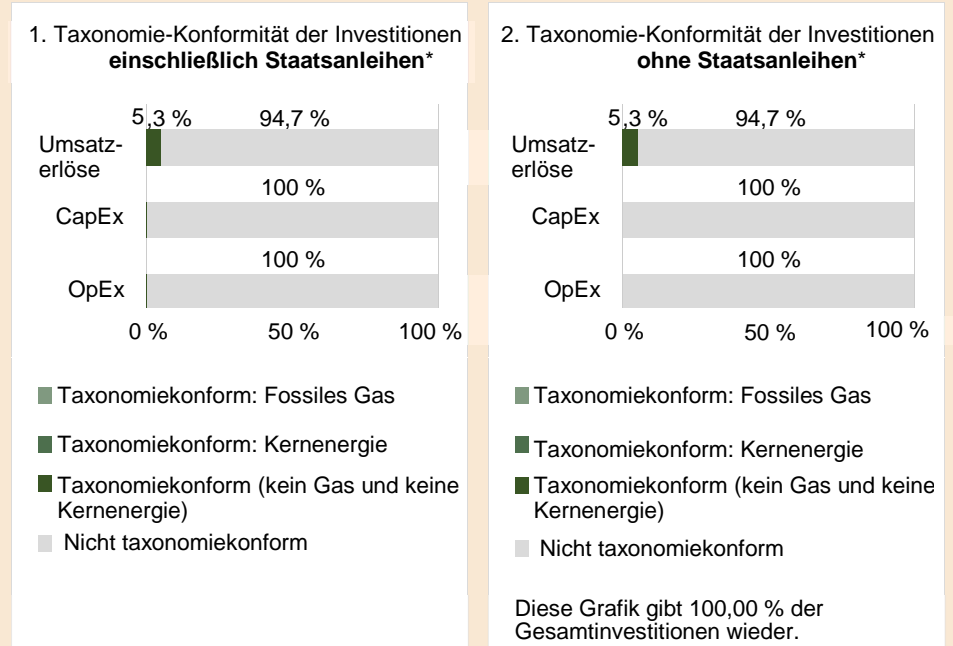 1. Taxonomie-Konformität der Investitionen
einschließlich Staatsanleihen*
5,3 % 94,7 %
Umsatz-
erlöse
100 %
CapEx
100 %
OpEx
0 % 50 % 100 %
Taxonomiekonform: Fossiles Gas
Taxonomiekonform: Kernenergie
Taxonomiekonform (kein Gas und keine
Kernenergie)
Nicht taxonomiekonform
2. Taxonomie-Konformität der Investitionen
ohne Staatsanleihen*
5,3 % 94,7 %
Umsatz-
erlöse
100 %
CapEx
100 %
OpEx
0 % 50 % 100 %
Taxonomiekonform: Fossiles Gas
Taxonomiekonform: Kernenergie
Taxonomiekonform (kein Gas und keine
Kernenergie)
Nicht taxonomiekonform
Diese Grafik gibt 100,00 % der
Gesamtinvestitionen wieder.